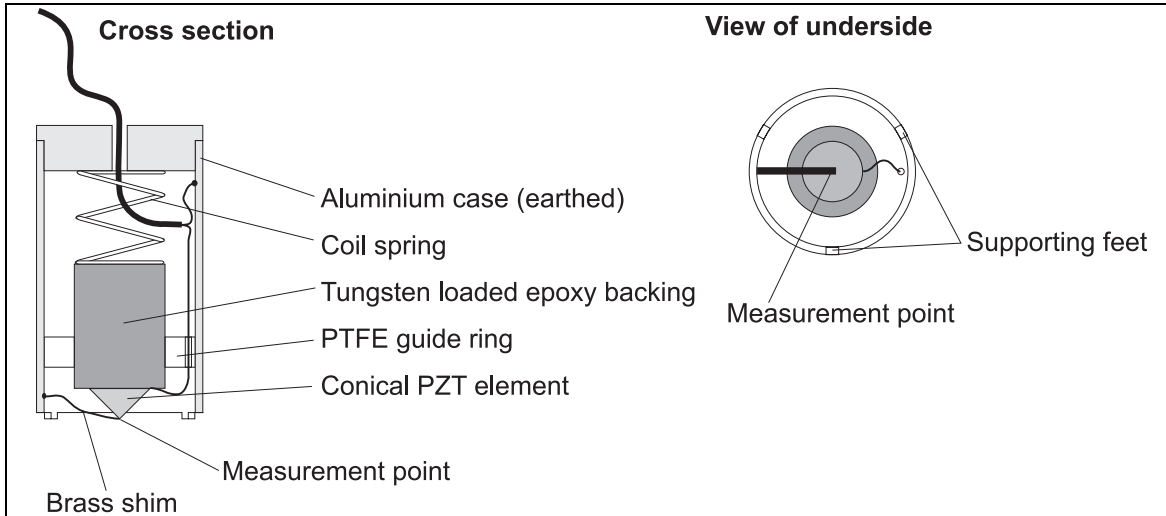 Cross section
View of underside
Aluminium case (earthed)
Coil spring
Tungsten loaded epoxy backing
PTFE guide ring
Conical PZT element
Measurement point
Brass shim
Supporting feet
Measurement point